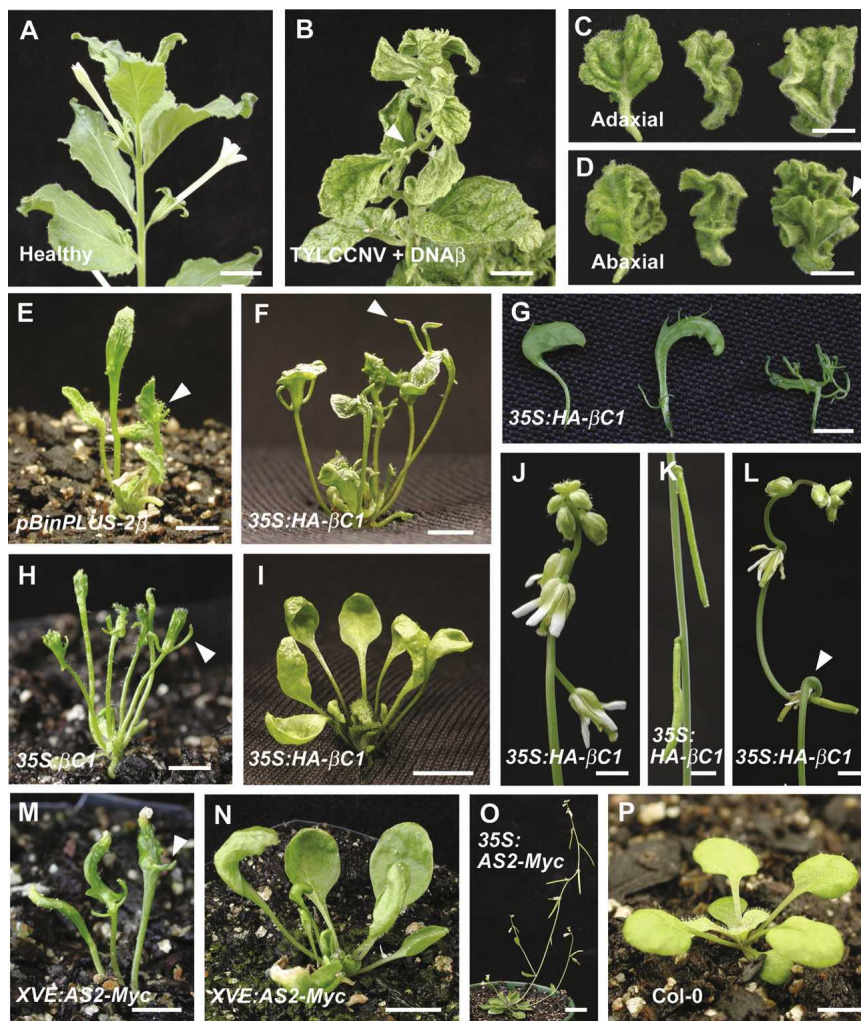 A
Healthy
B
TYLCCNV + DNAβ
C
Adaxial
D
Abaxial
E
pBinPLUS-2β
F
35S:HA-βC1
G
35S:HA-βC1
H
35S:βC1
I
35S:HA-βC1
J
35S:HA-βC1
K
35S:
HA-βC1
L
35S:HA-βC1
M
XVE:AS2-Myc
N
XVE:AS2-Myc
O
35S:
AS2-Myc
P
Col-0